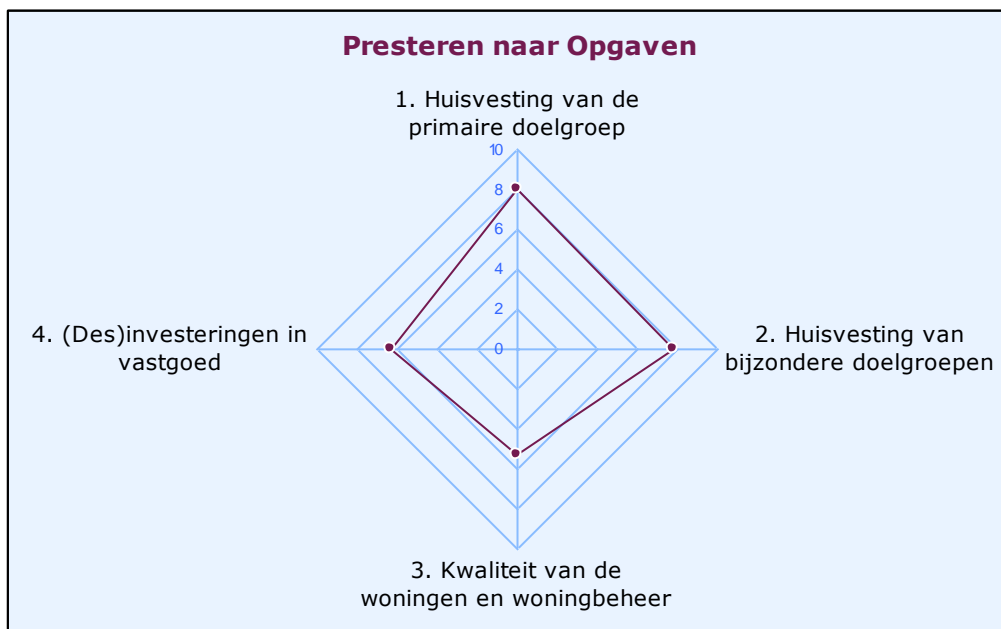 Presteren naar Opgaven
1. Huisvesting van de
primaire doelgroep
10
8
6
4
2
0
4. (Des)investeringen in
vastgoed
2. Huisvesting van
bijzondere doelgroepen
3. Kwaliteit van de
woningen en woningbeheer